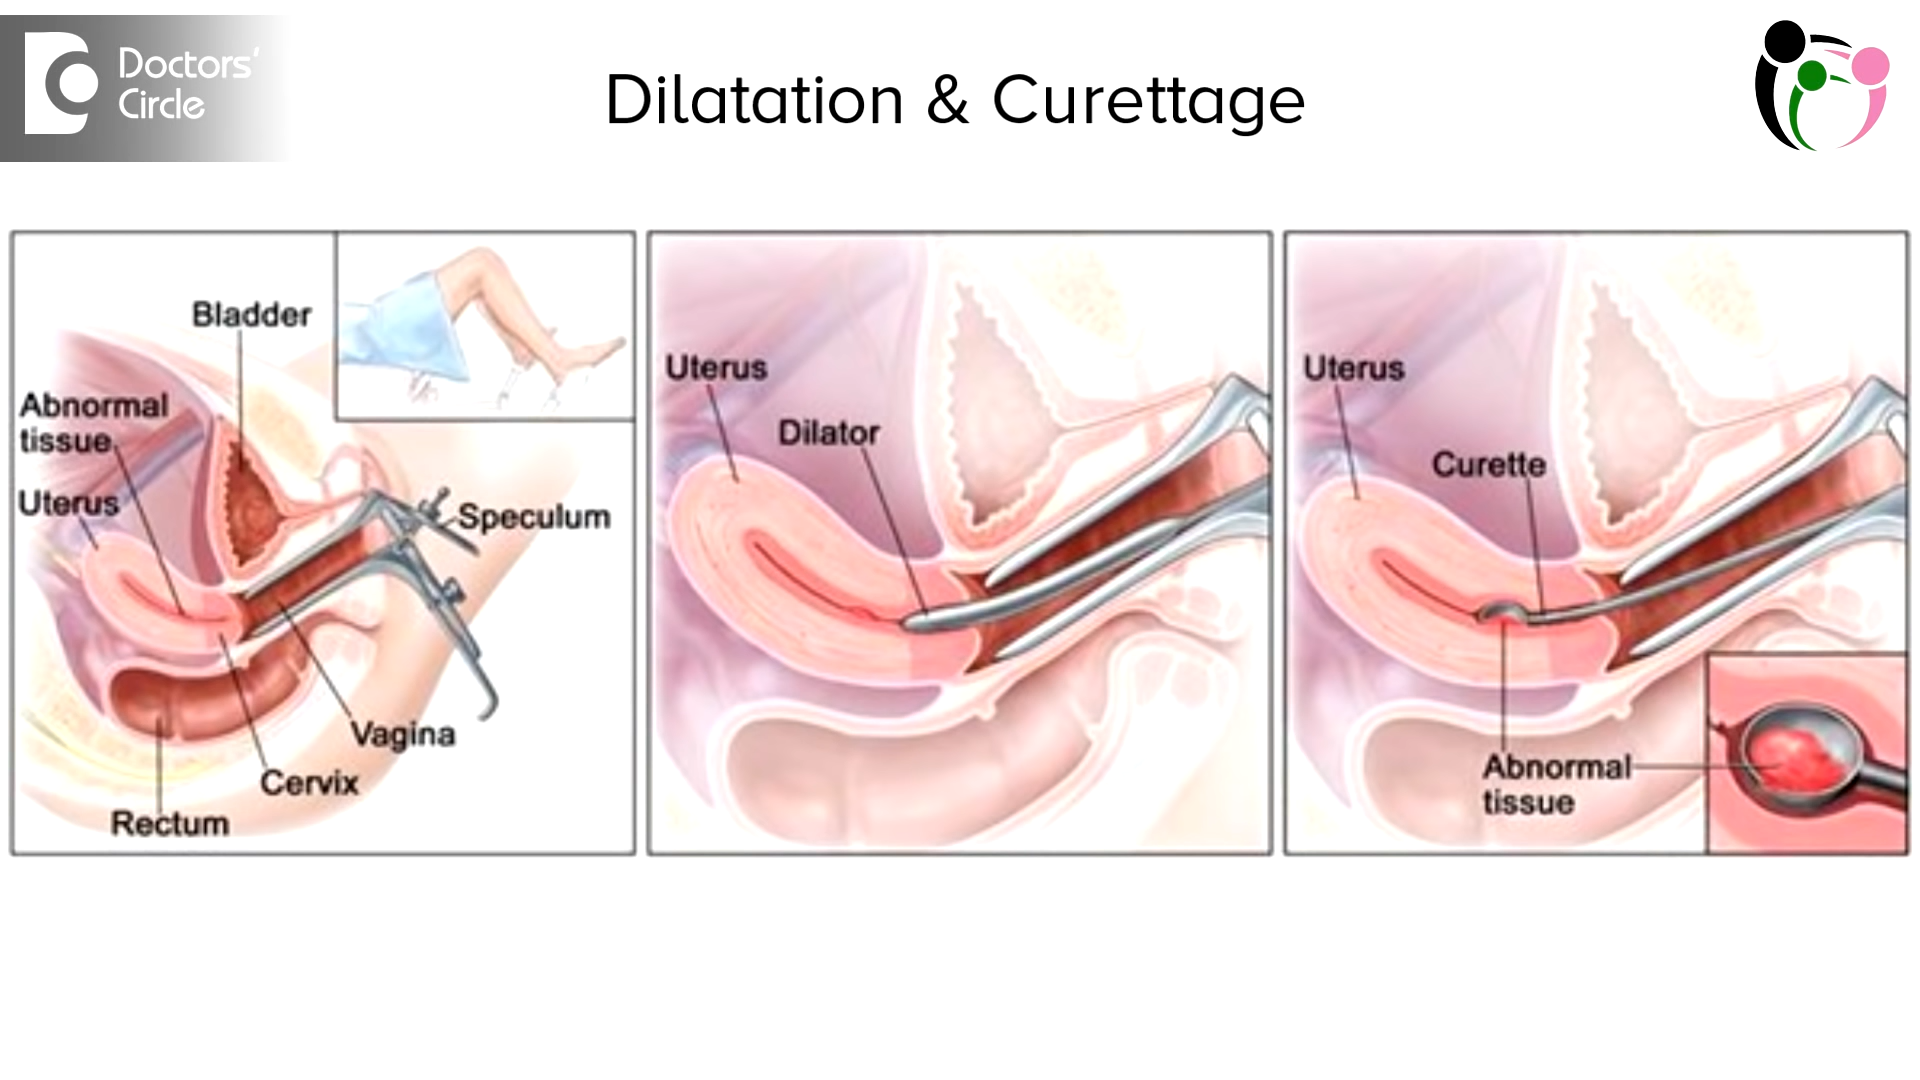 Doctors'
Circle
Dilatation & Curettage
Bladder
Abnormal
tissue
Uterus
Speculum
Vagina
Cervix
Rectum
Uterus
Dilator
Uterus
Curette
Abnormal
tissue